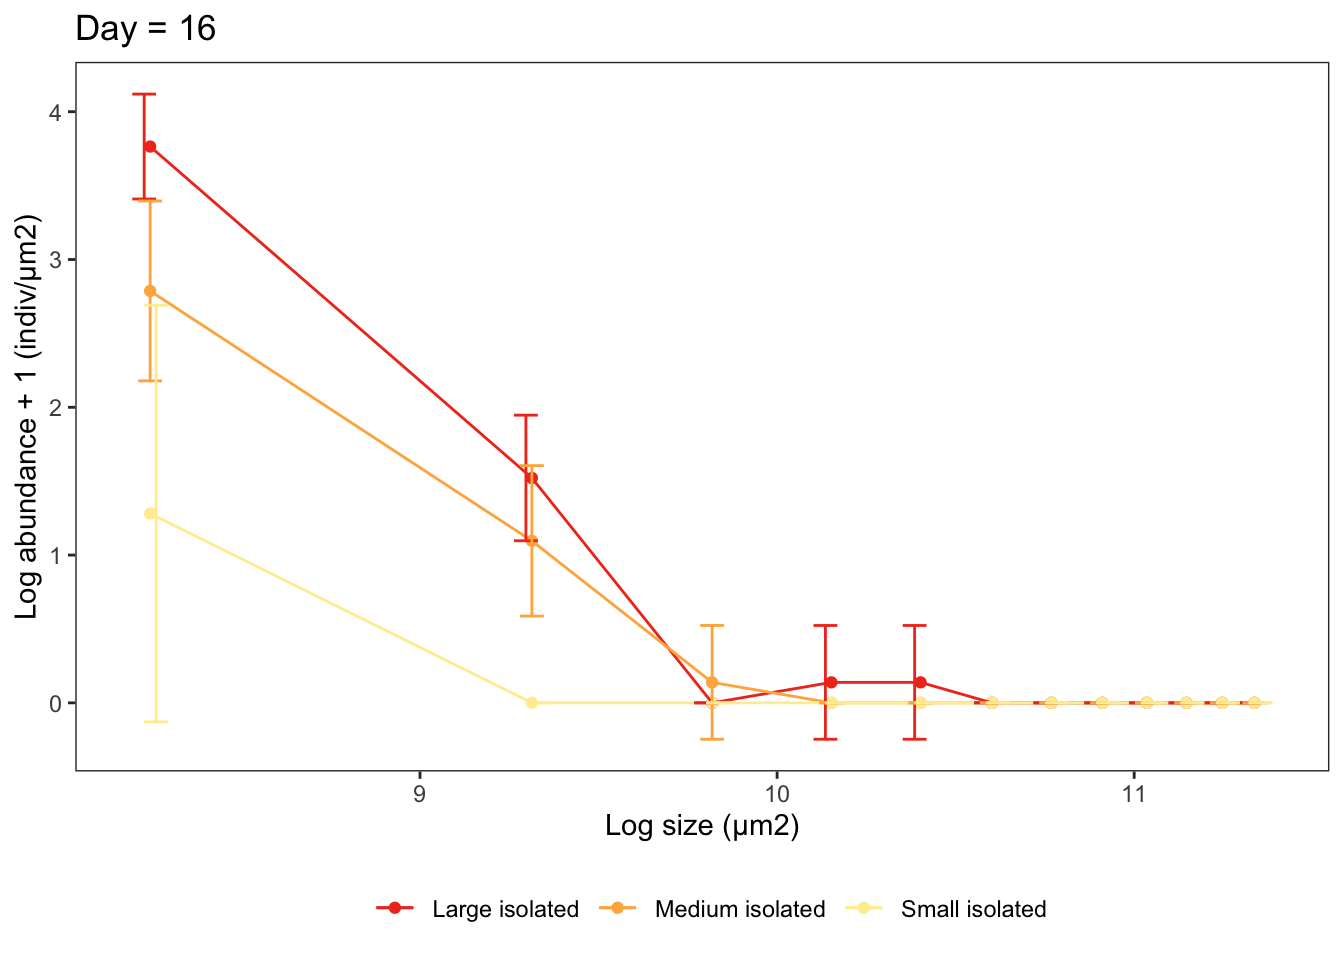 Day = 16
Log abundance + 1 (indiv/µm2)
4
3
2
1
0
9 10 11
Log size (µm2)
Large isolated Medium isolated Small isolated